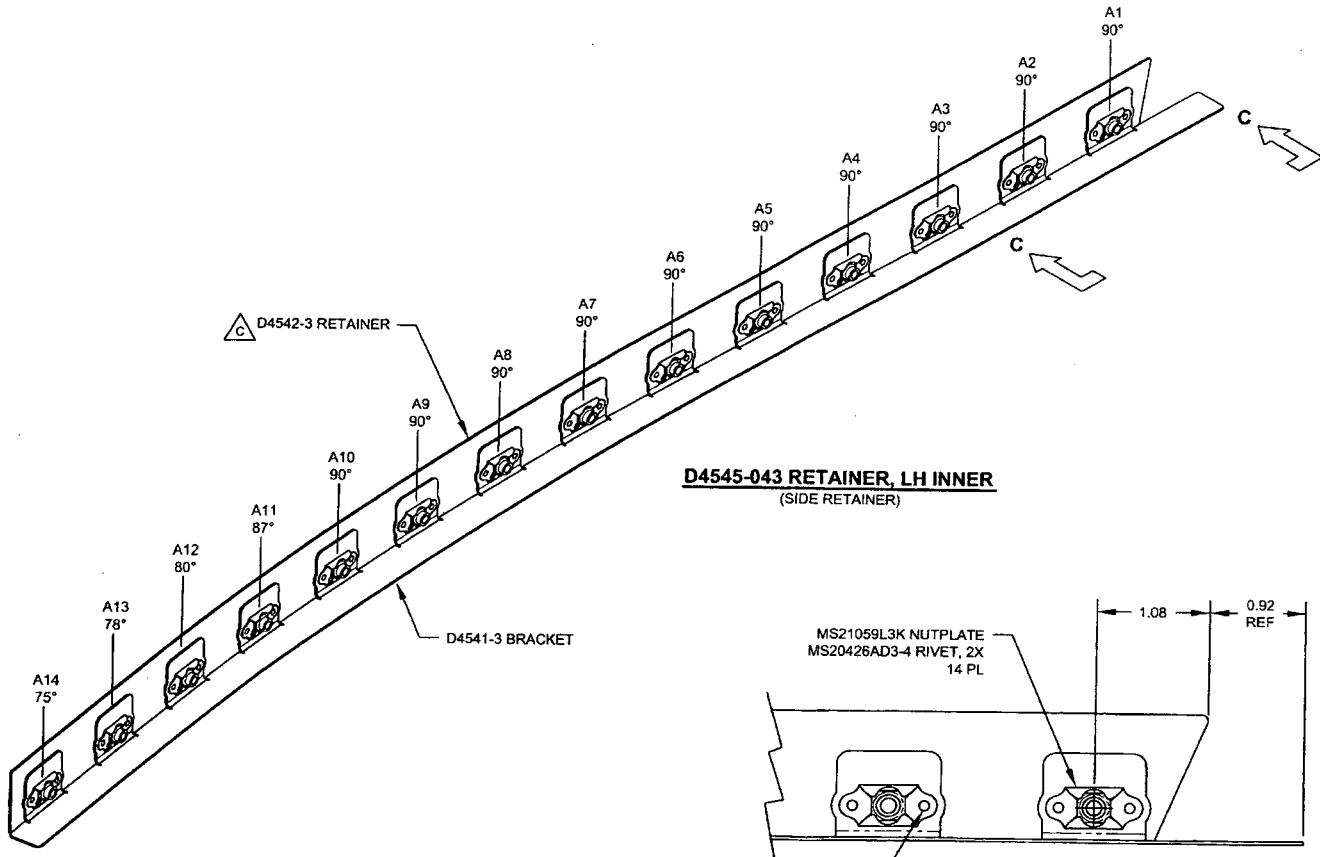 A1
90°
A2
90°
A3
90°
A4
90°
A5
90°
A6
90°
A7
90°
A8
90°
A9
90°
A10
90°
A11
87°
A12
80°
A13
78°
A14
75°
C
C
C D4542-3 RETAINER
D4541-3 BRACKET
D4545-043 RETAINER, LH INNER
(SIDE RETAINER)
MS21059L3K NUTPLATE
MS20426AD3-4 RIVET, 2X
14 PL
1.08
0.92
REF